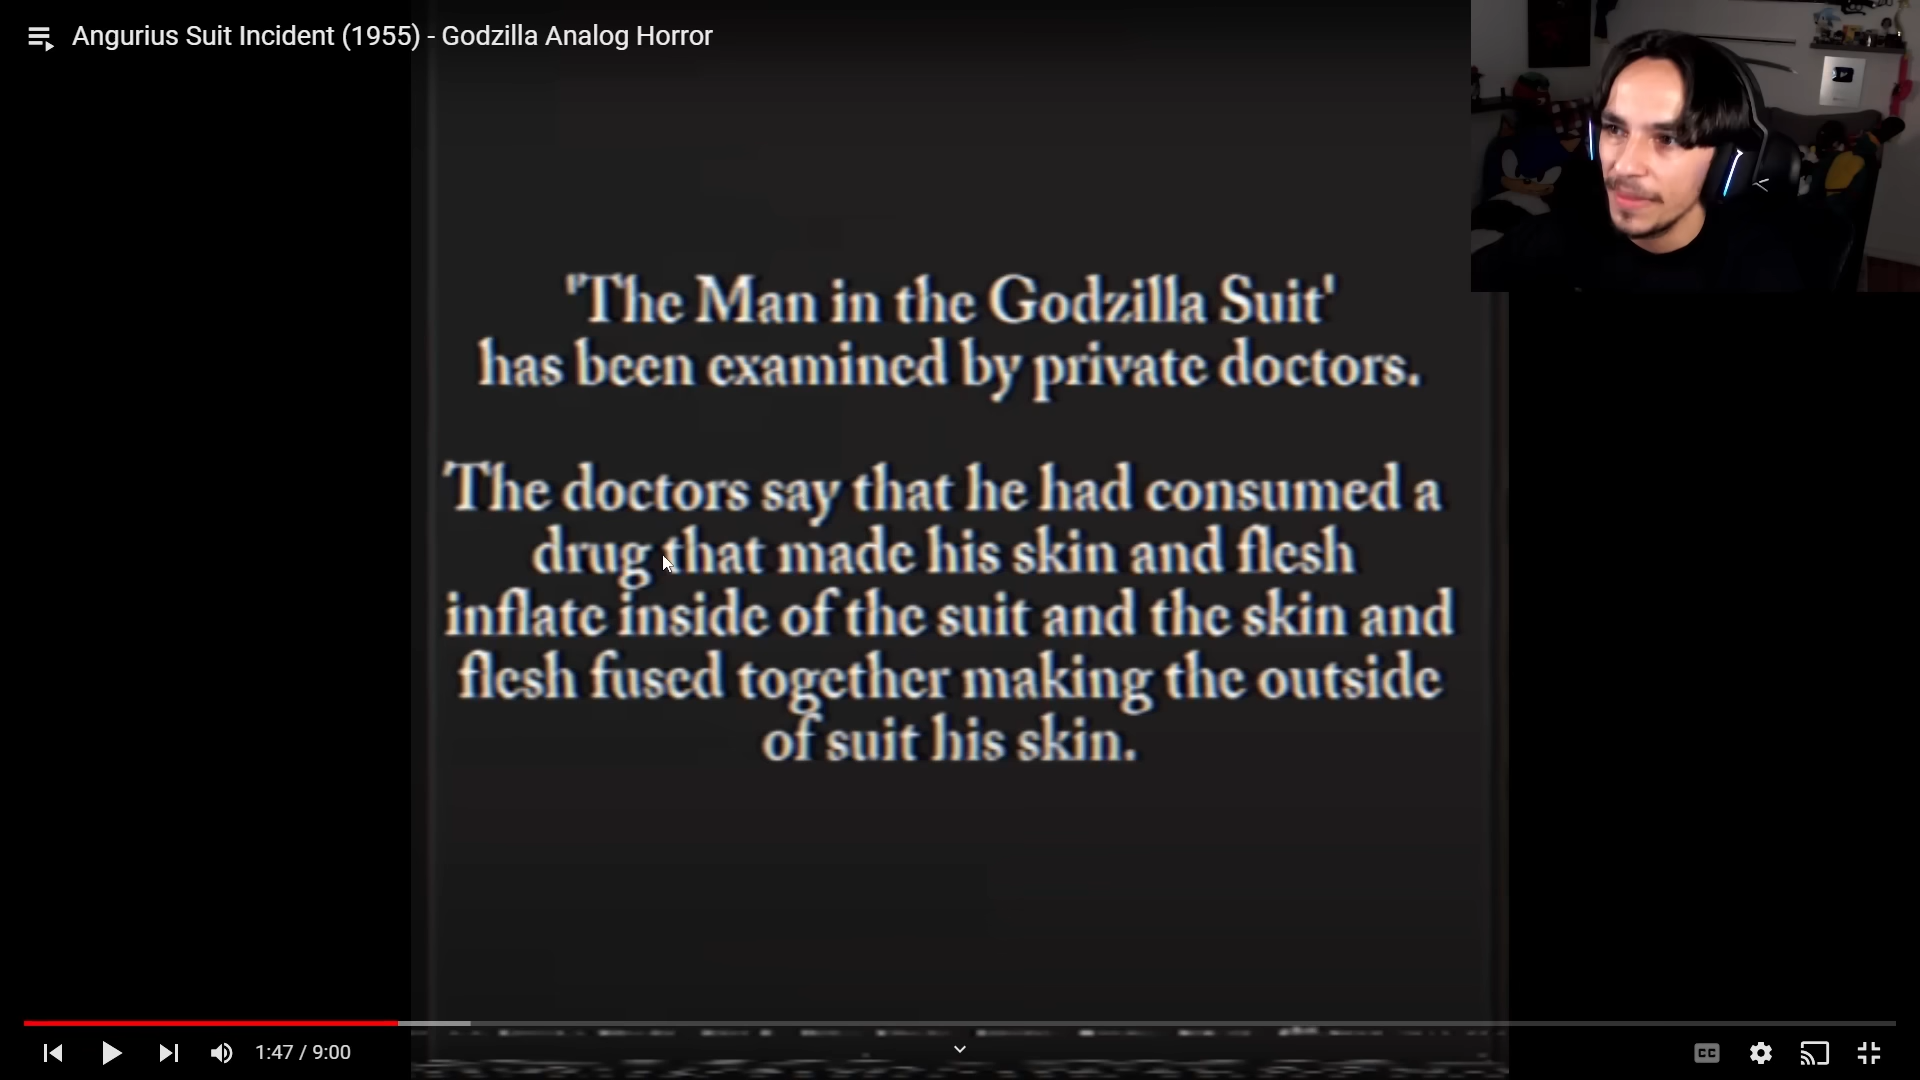 Angurius Suit Incident (1955) - Godzilla Analog Horror
'The Man in the Godzilla Suit'
has been examined by private doctors.
The doctors say that he had consumed a
drug that made his skin and flesh
inflate inside of the suit and the skin and
flesh fused together making the outside
of suit his skin.
1:47 / 9:00
CC